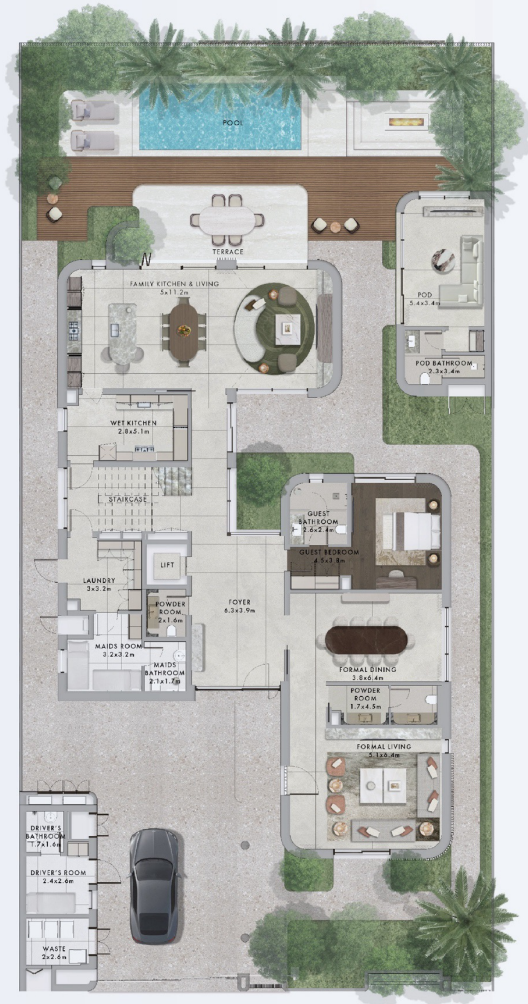 POOL
TERRACE
FAMILY KITCHEN & LIVING
5x11.2m
POD
5.4x3.4m
POD BATHROOM
2.3x3.4m
WET KITCHEN
2.8x5.1m
STAIRCASE
GUEST
BATHROOM
2.6x2.4m
GUEST BEDROOM
4.5x3.8m
LIFT
LAUNDRY
3x3.2m
POWDER
ROOM
2x1.6m
FOYER
6.3x3.9m
MAIDS ROOM
3.2x3.2m
MAIDS
BATHROOM
2.1x1.7m
FORMAL DINING
3.8x6.4m
POWDER
ROOM
1.7x4.5m
FORMAL LIVING
5.1x6.4m
DRIVER'S
BATHROOM
1.7x1.6m
DRIVER'S ROOM
2.4x2.6m
WASTE
2x2.6m